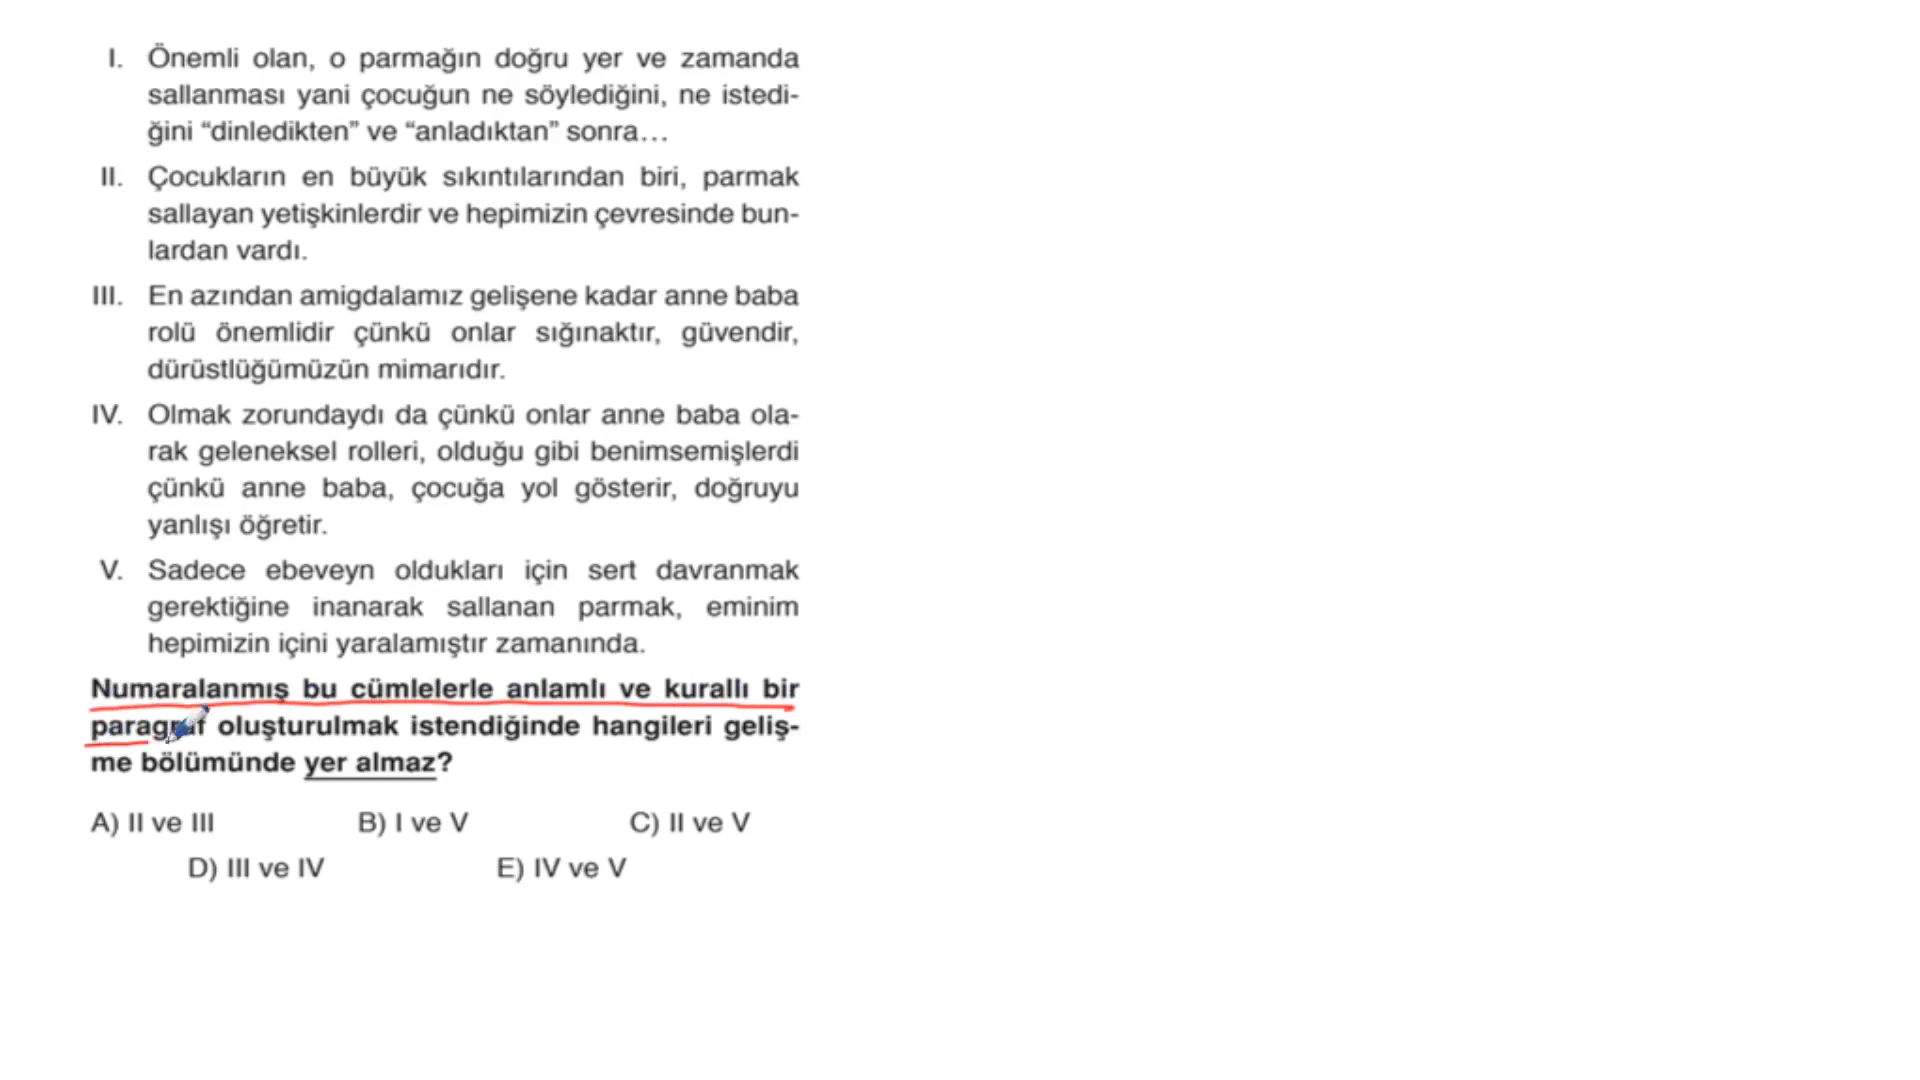 I. Önemli olan, o parmağın doğru yer ve zamanda
sallanması yani çocuğun ne söylediğini, ne istedi-
ğini “dinledikten” ve “anladıktan” sonra...
II. Çocukların en büyük sıkıntılarından biri, parmak
sallayan yetişkinlerdir ve hepimizin çevresinde bun-
lardan vardı.
III. En azından amigdalamız gelişene kadar anne baba
rolü önemlidir çünkü onlar sığınaktır, güvendir,
dürüstlüğümüzün mimarıdır.
IV. Olmak zorundaydı da çünkü onlar anne baba ola-
rak geleneksel rolleri, olduğu gibi benimsemişlerdi
çünkü anne baba, çocuğa yol gösterir, doğruyu
yanlışı öğretir.
V. Sadece ebeveyn oldukları için sert davranmak
gerektiğine inanarak sallanan parmak, eminim
hepimizin içini yaralamıştır zamanında.
Numaralanmış bu cümlelerle anlamlı ve kurallı bir
paragraf oluşturulmak istendiğinde hangileri geliş-
me bölümünde yer almaz?
A) II ve III B) I ve V C) II ve V
D) III ve IV E) IV ve V